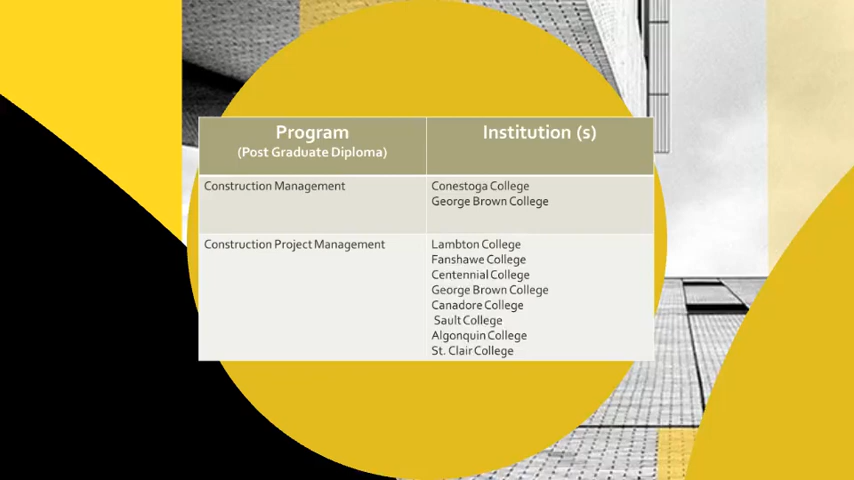 Program
(Post Graduate Diploma)
Institution (s)
Construction Management
Conestoga College
George Brown College
Construction Project Management
Lambton College
Fanshawe College
Centennial College
George Brown College
Canadore College
Sault College
Algonquin College
St. Clair College